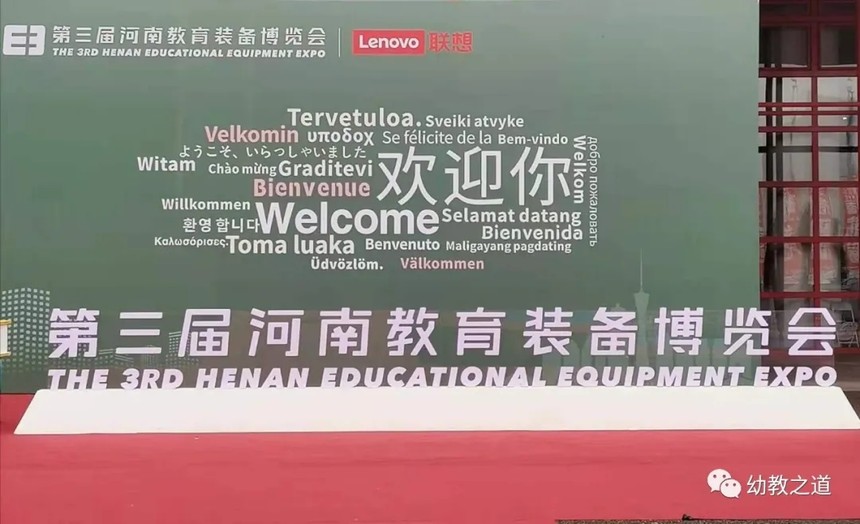 第三届河南教育装备博览会
THE 3RD HENAN EDUCATIONAL EQUIPMENT EXPO
Lenovo 联想
Tervetuloa. Sveiki atvyke
Velkomin υποδοχ Se félicite de la Bem-vindo
ようこそ、いらっしゃいました
Witam Chào mừng Graditevi
欢迎你
Welkom
добро пожаловать
Bienvenue
Willkommen Welcome Selamat datang
환영 합니다 Bienvenida
Καλωσόρισες. Toma luaka Benvenuto Maligayang pagdating
Üdvözlöm. Välkommen
第三届河南教育装备博览会
THE 3RD HENAN EDUCATIONAL EQUIPMENT EXPO
幼教之道